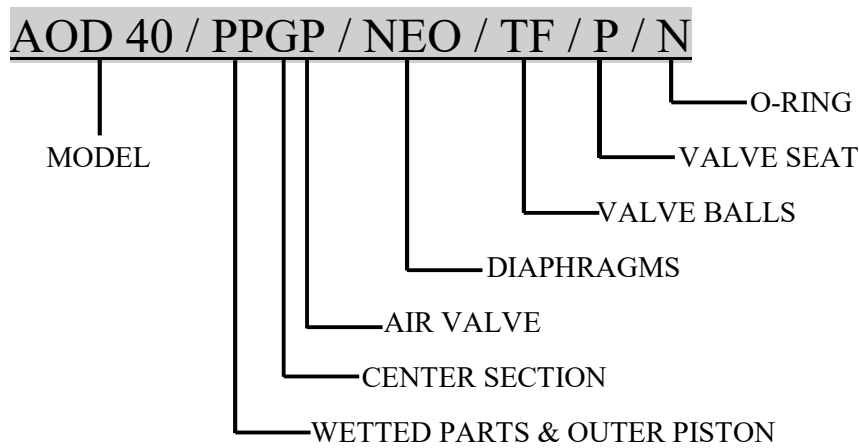 AOD 40 / PPGP / NEO / TF / P / N
O-RING
MODEL
VALVE SEAT
VALVE BALLS
DIAPHRAGMS
AIR VALVE
CENTER SECTION
WETTED PARTS & OUTER PISTON